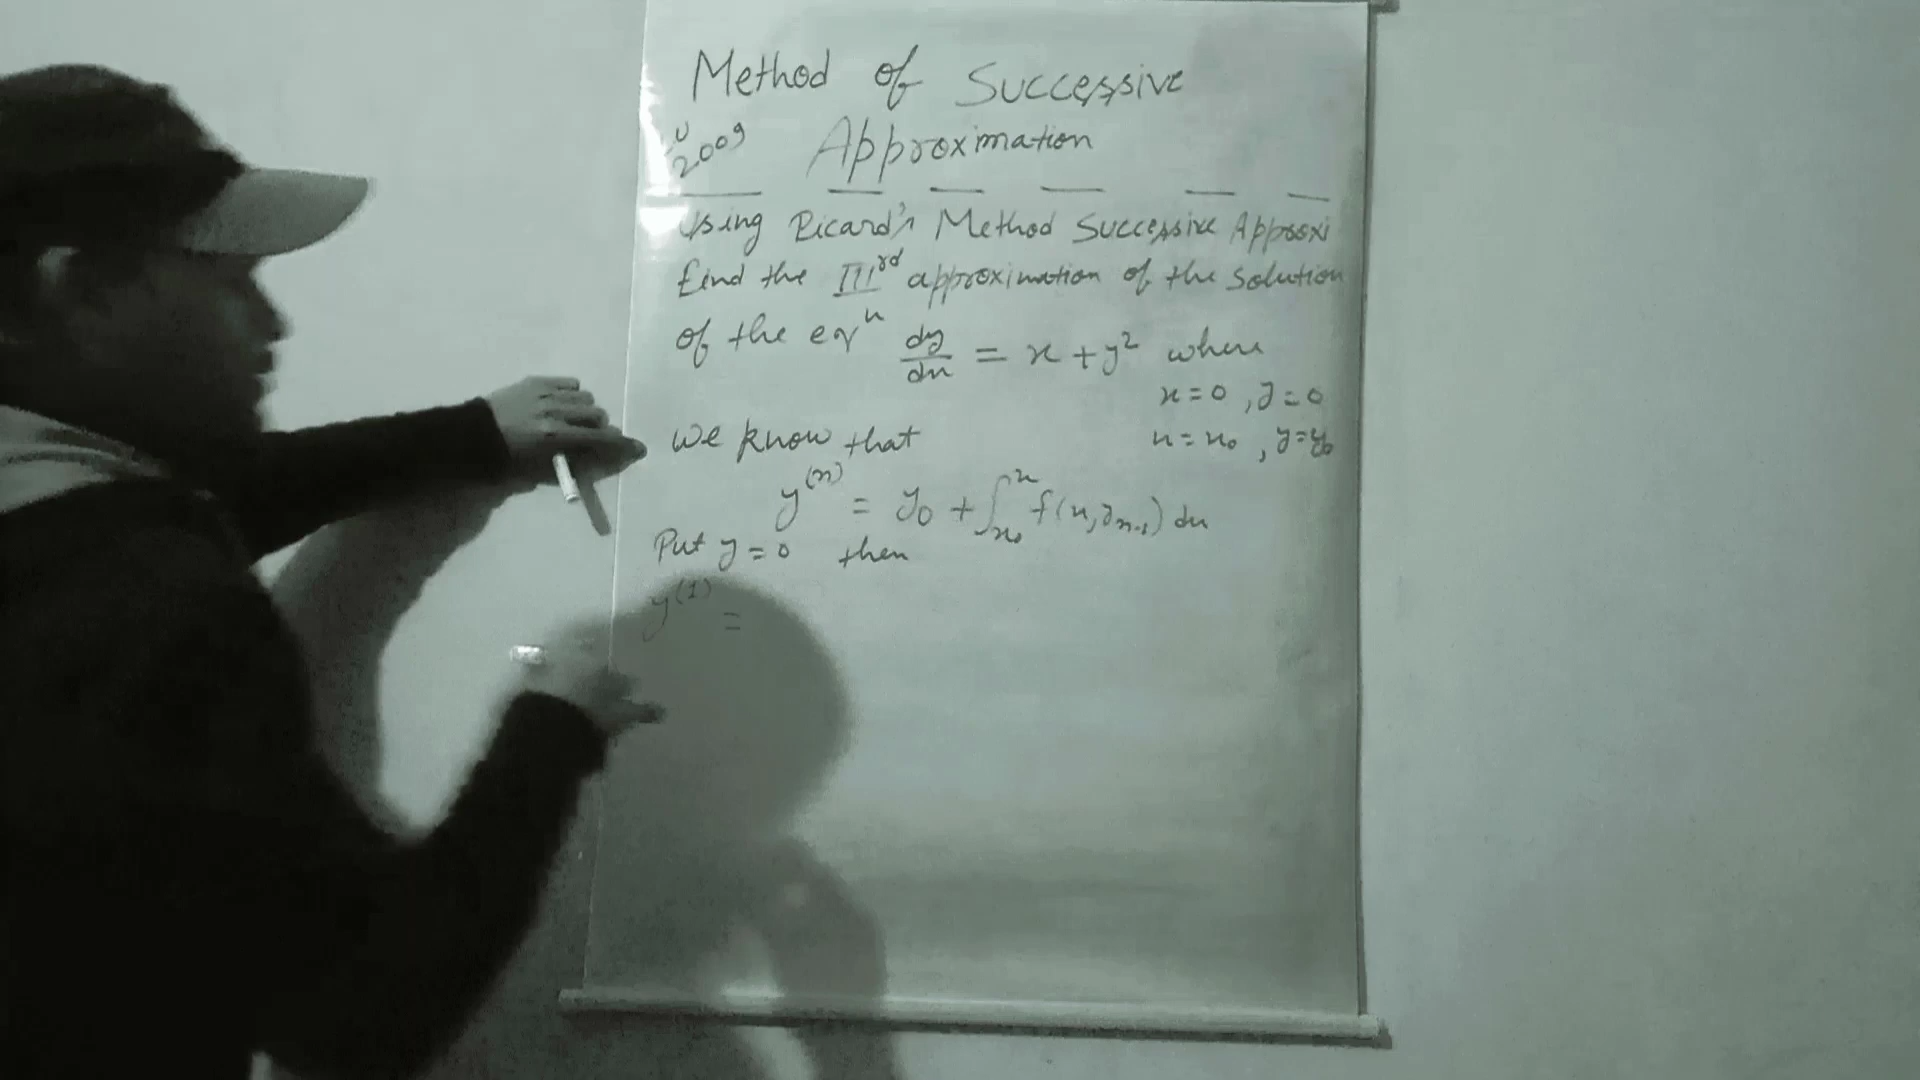 Method of Successive
Approximation
U
2009
Using Picard's Method Successive Approxi
find the IIIrd approximation of the solution
of the eqn dy/dx = x + y² where
x = 0 , y = 0
x = x₀ , y = y₀
we know that
y⁽ⁿ⁾ = y₀ + ∫ₓ₀ˣ f(x, yₙ₋₁) dx
Put y = 0 then
y⁽¹⁾ =